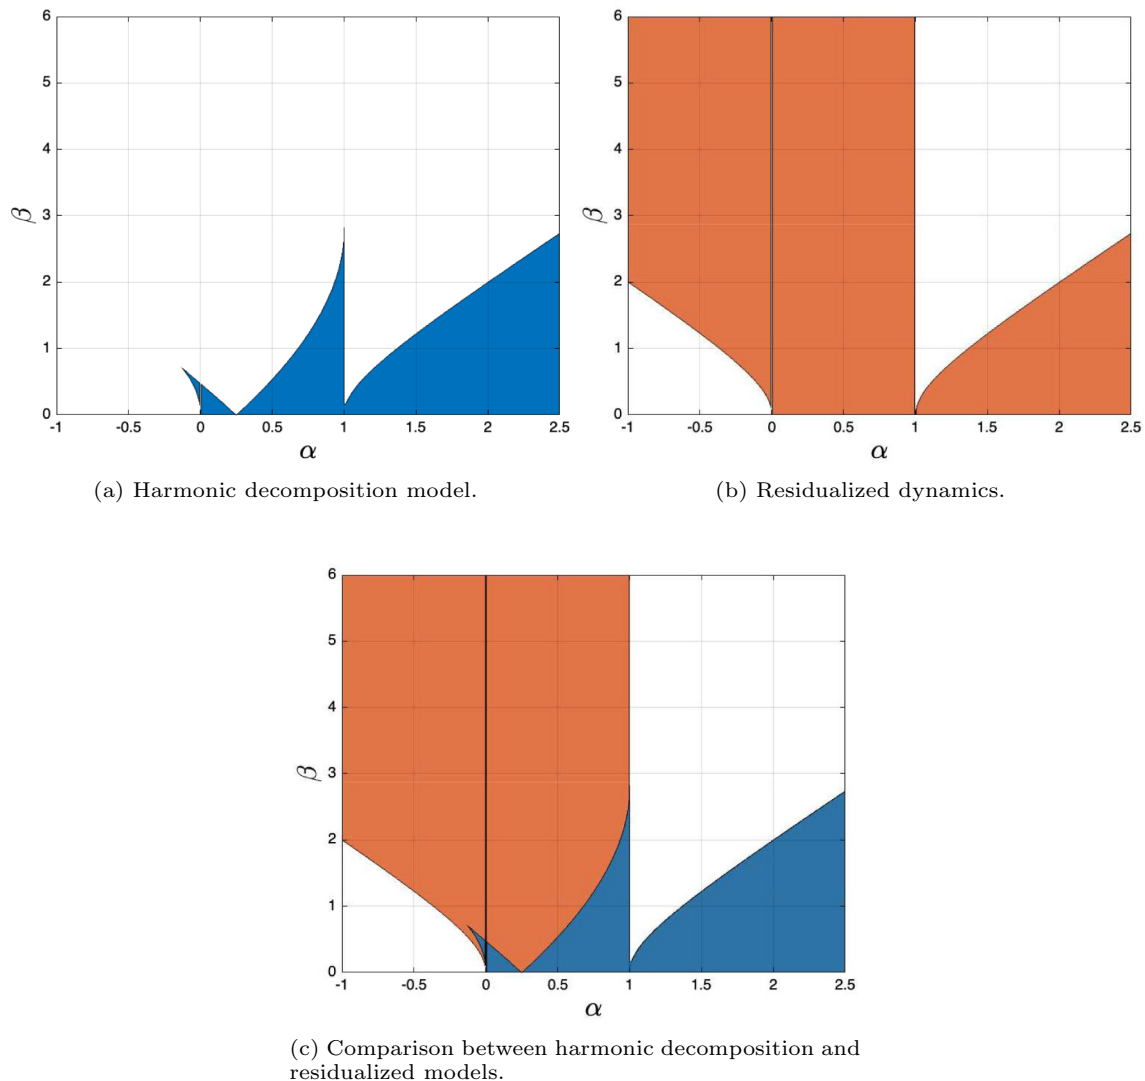 6
5
4
3
2
1
0
β
-1 -0.5 0 0.5 1 1.5 2 2.5
α
(a) Harmonic decomposition model.
6
5
4
3
2
1
0
β
-1 -0.5 0 0.5 1 1.5 2 2.5
α
(b) Residualized dynamics.
6
5
4
3
2
1
0
β
-1 -0.5 0 0.5 1 1.5 2 2.5
α
(c) Comparison between harmonic decomposition and
residualized models.